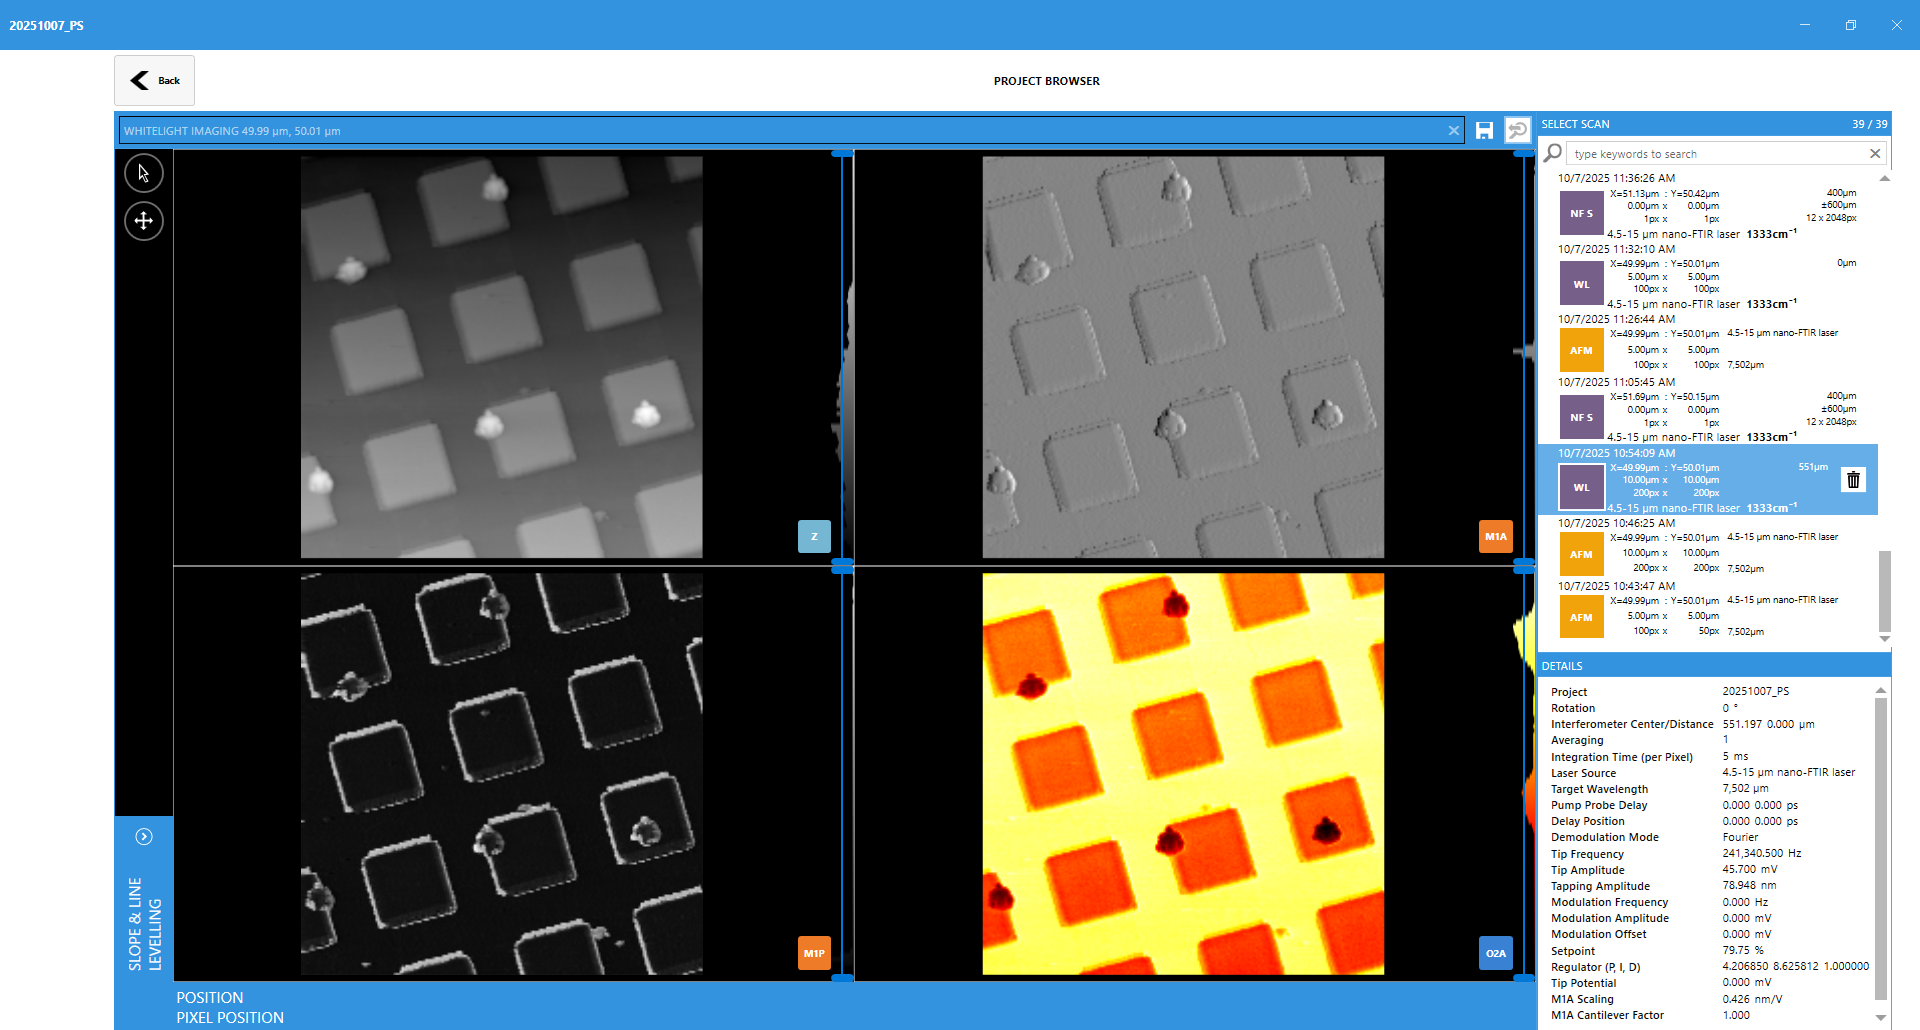 20251007_PS
Back
PROJECT BROWSER
WHITELIGHT IMAGING 49.99 µm, 50.01 µm
SELECT SCAN 39 / 39
type keywords to search
10/7/2025 11:36:26 AM
NF S
X=51.13µm : Y=50.42µm 400µm
0.00µm x 0.00µm ±600µm
1px x 1px 12 x 2048px
4.5-15 µm nano-FTIR laser 1333cm⁻¹
10/7/2025 11:32:10 AM
WL
X=49.99µm : Y=50.01µm 0µm
5.00µm x 5.00µm
100px x 100px
4.5-15 µm nano-FTIR laser 1333cm⁻¹
10/7/2025 11:26:44 AM
AFM
X=49.99µm : Y=50.01µm 4.5-15 µm nano-FTIR laser
5.00µm x 5.00µm
100px x 100px 7,502µm
10/7/2025 11:05:45 AM
NF S
X=51.69µm : Y=50.15µm 400µm
0.00µm x 0.00µm ±600µm
1px x 1px 12 x 2048px
4.5-15 µm nano-FTIR laser 1333cm⁻¹
10/7/2025 10:54:09 AM
WL
X=49.99µm : Y=50.01µm 551µm
10.00µm x 10.00µm
200px x 200px
4.5-15 µm nano-FTIR laser 1333cm⁻¹
10/7/2025 10:46:25 AM
AFM
X=49.99µm : Y=50.01µm 4.5-15 µm nano-FTIR laser
10.00µm x 10.00µm
200px x 200px 7,502µm
10/7/2025 10:43:47 AM
AFM
X=49.99µm : Y=50.01µm 4.5-15 µm nano-FTIR laser
5.00µm x 5.00µm
100px x 50px 7,502µm
Z
M1A
M1P
O2A
SLOPE & LINE
LEVELLING
POSITION
PIXEL POSITION
DETAILS
Project 20251007_PS
Rotation 0 °
Interferometer Center/Distance 551.197 0.000 µm
Averaging 1
Integration Time (per Pixel) 5 ms
Laser Source 4.5-15 µm nano-FTIR laser
Target Wavelength 7,502 µm
Pump Probe Delay 0.000 0.000 ps
Delay Position 0.000 0.000 ps
Demodulation Mode Fourier
Tip Frequency 241,340.500 Hz
Tip Amplitude 45.700 mV
Tapping Amplitude 78.948 nm
Modulation Frequency 0.000 Hz
Modulation Amplitude 0.000 mV
Modulation Offset 0.000 mV
Setpoint 79.75 %
Regulator (P, I, D) 4.206850 8.625812 1.000000
Tip Potential 0.000 mV
M1A Scaling 0.426 nm/V
M1A Cantilever Factor 1.000